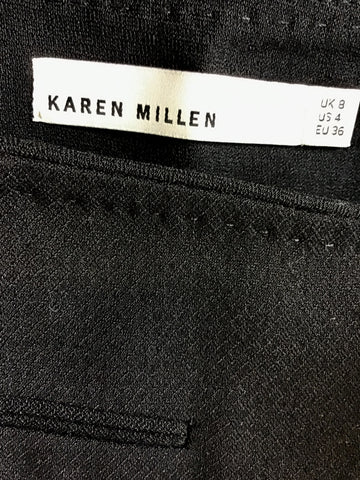 KAREN MILLEN
UK 8
US 4
EU 36